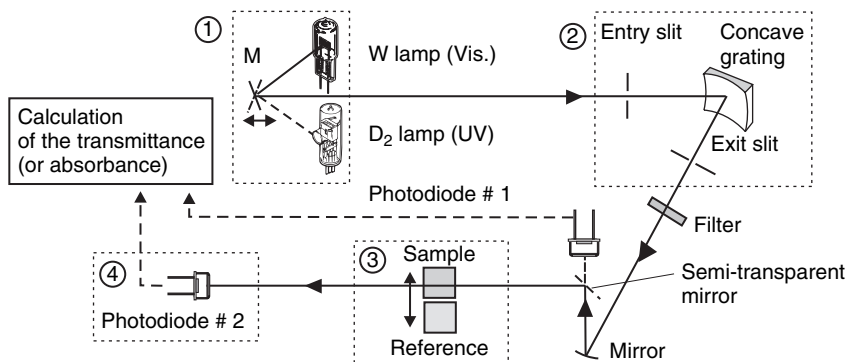 ①
M
W lamp (Vis.)
D₂ lamp (UV)
②
Entry slit
Concave
grating
Exit slit
Calculation
of the transmittance
(or absorbance)
Photodiode # 1
Filter
③
Sample
Reference
Semi-transparent
mirror
Mirror
④
Photodiode # 2